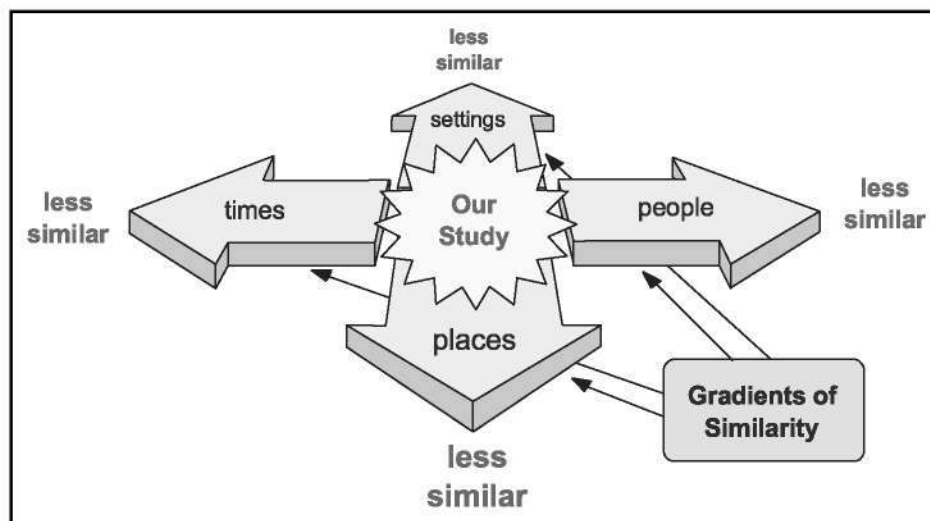 less
similar
settings
less
similar
times
Our
Study
people
less
similar
places
Gradients of
Similarity
less
similar